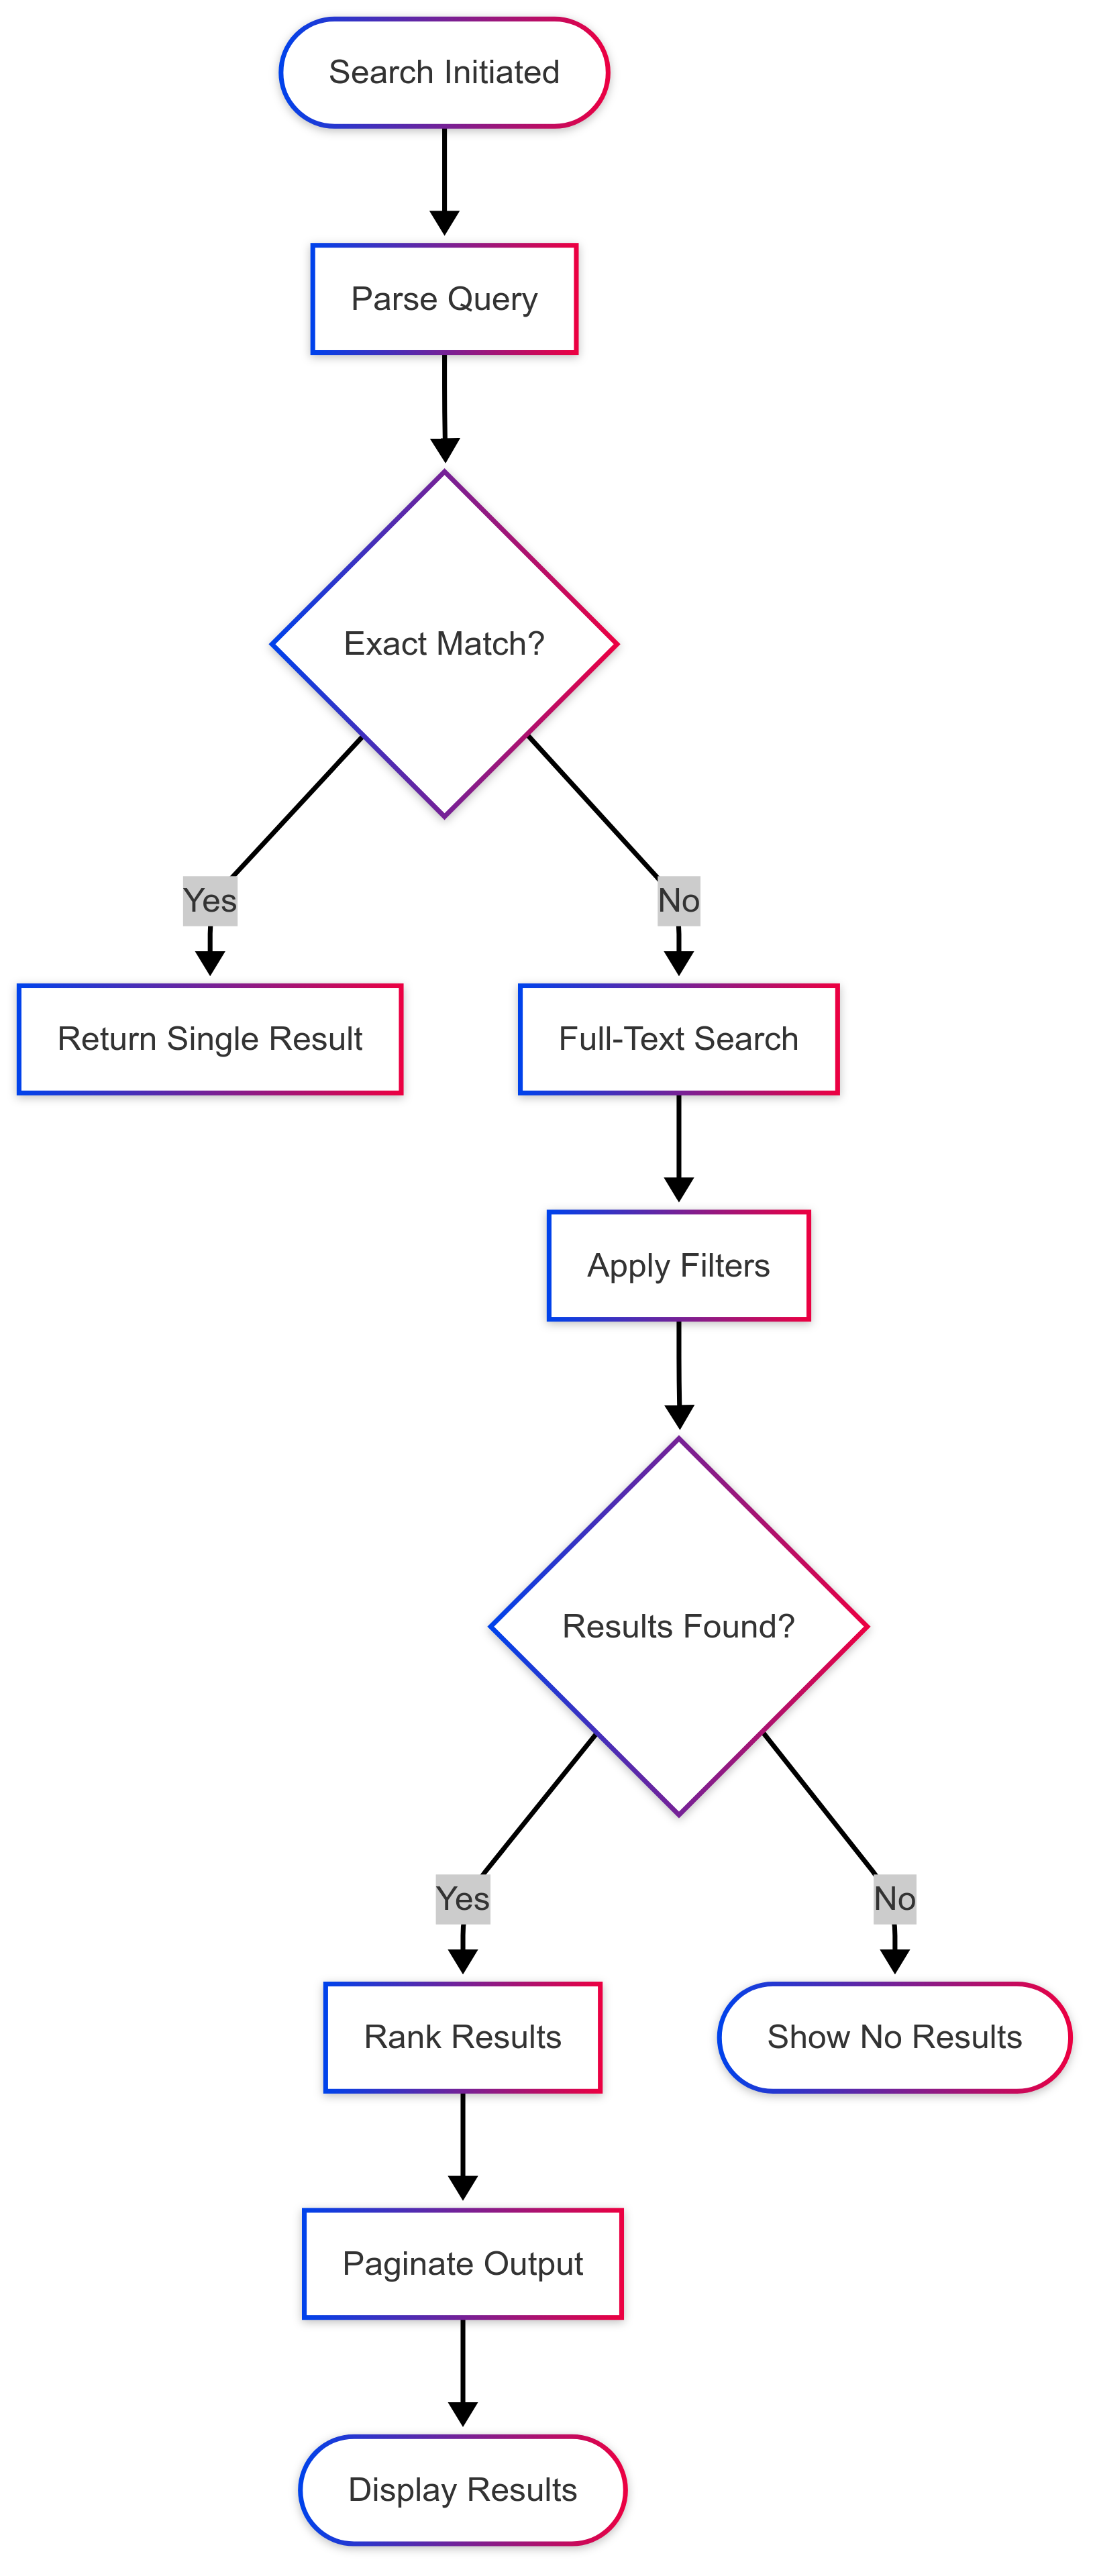 Search Initiated
Parse Query
Exact Match?
Yes
No
Return Single Result
Full-Text Search
Apply Filters
Results Found?
Yes
No
Rank Results
Show No Results
Paginate Output
Display Results